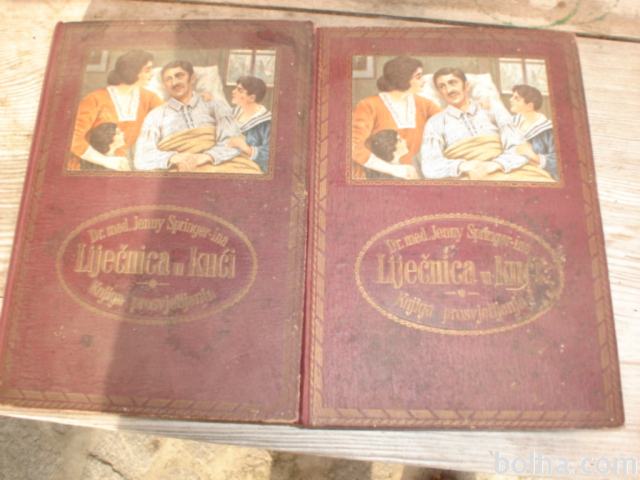 Dr. med. Jenny Springer-ina
Liječnica u kući
Knjiga prosvjetljenja
Dr. med. Jenny Springer-ina
Liječnica u kući
Knjiga prosvjetljenja
bolha.com